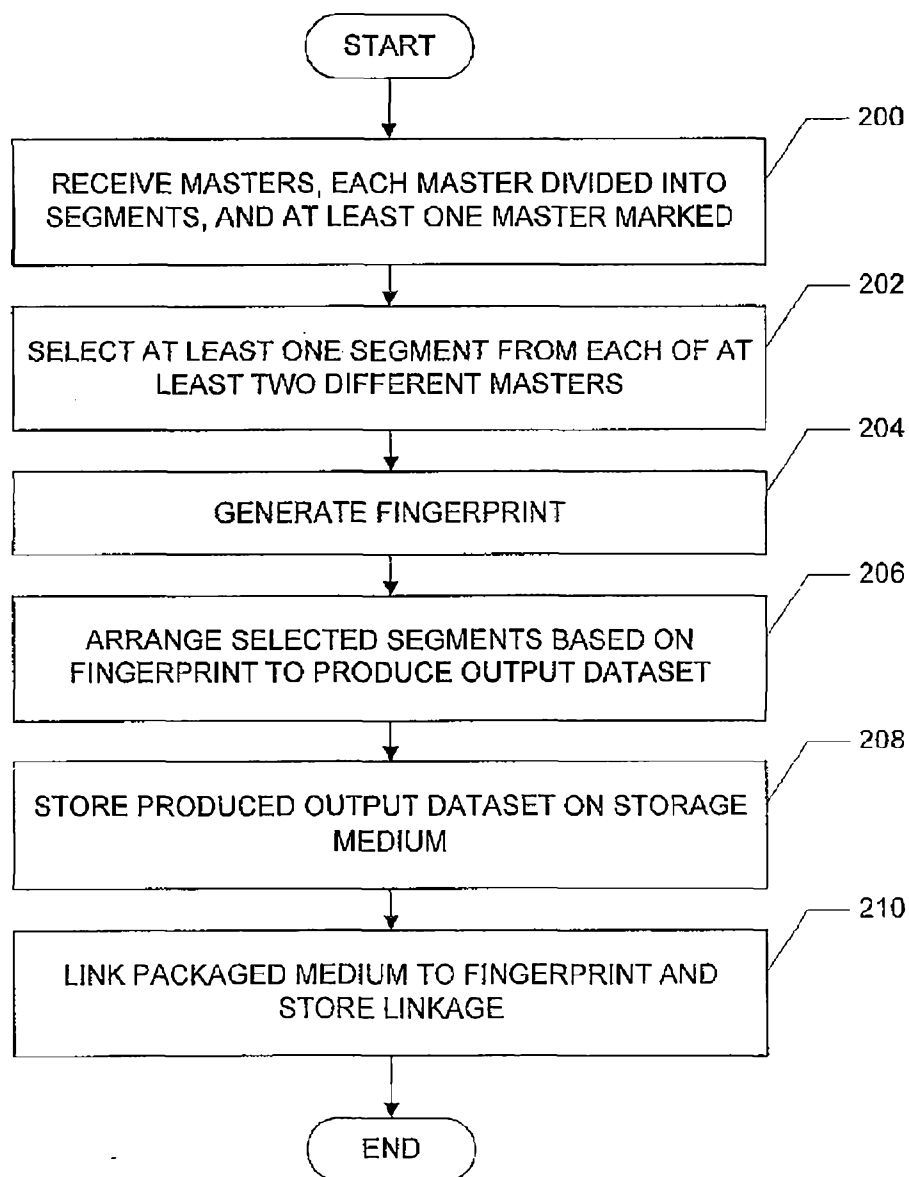 START
200
RECEIVE MASTERS, EACH MASTER DIVIDED INTO
SEGMENTS, AND AT LEAST ONE MASTER MARKED
202
SELECT AT LEAST ONE SEGMENT FROM EACH OF AT
LEAST TWO DIFFERENT MASTERS
204
GENERATE FINGERPRINT
206
ARRANGE SELECTED SEGMENTS BASED ON
FINGERPRINT TO PRODUCE OUTPUT DATASET
208
STORE PRODUCED OUTPUT DATASET ON STORAGE
MEDIUM
210
LINK PACKAGED MEDIUM TO FINGERPRINT AND
STORE LINKAGE
END